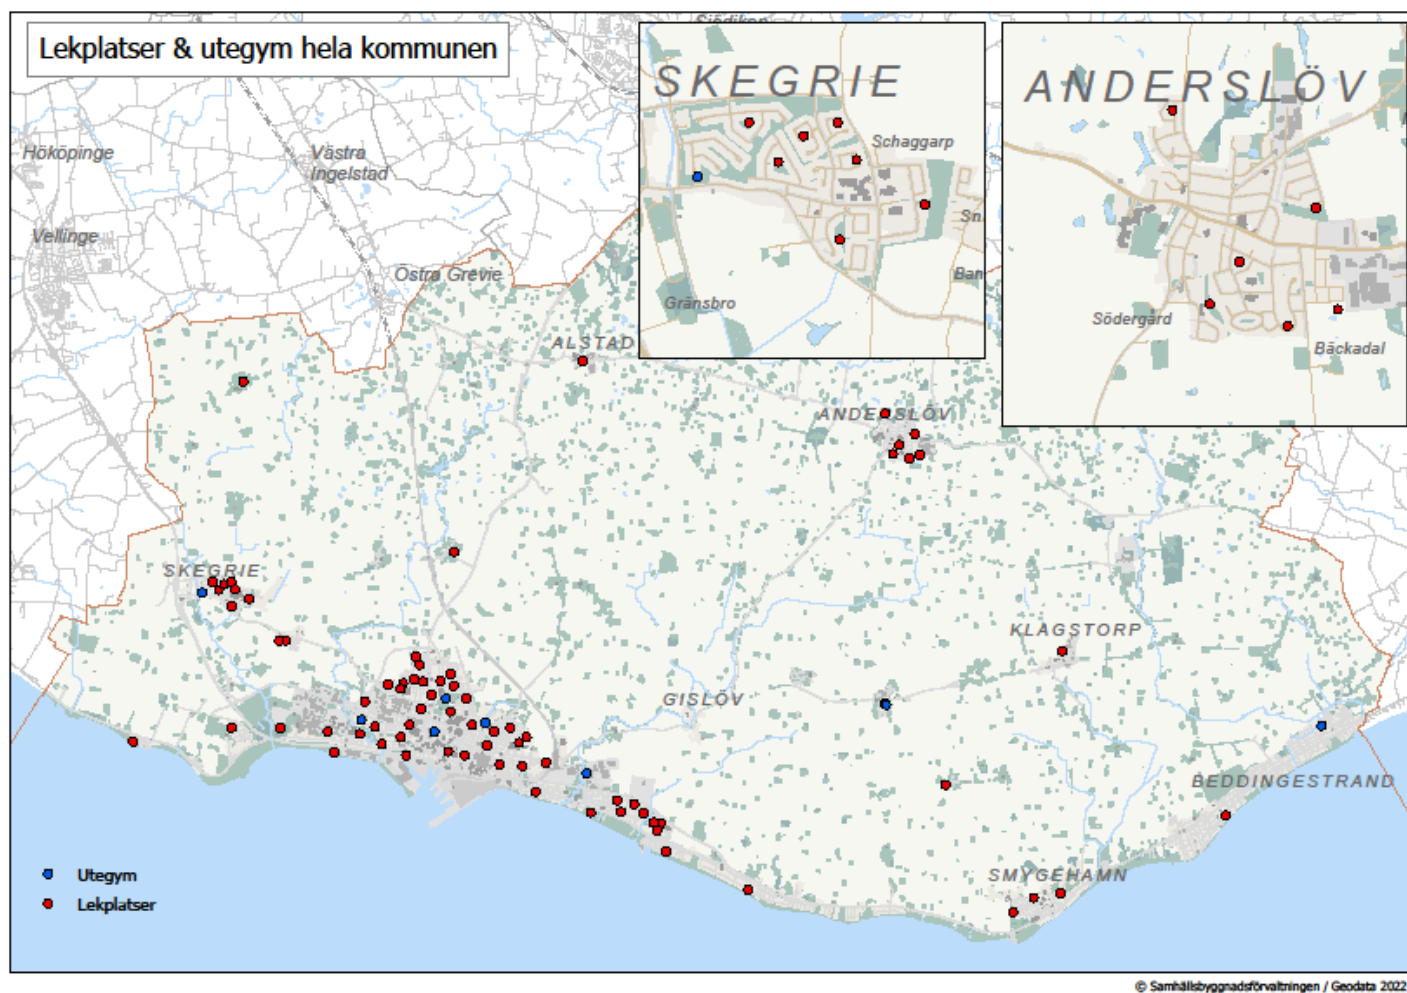 Lekplatser & utegym hela kommunen
SKEGRIE
Schaggarp
Gränsbro
ANDERSLÖV
Södergård
Bäckadal
Hököpinge
Västra
Ingelstad
Vellinge
Östra Grevie
ALSTAD
ANDERSLÖV
SKEGRIE
KLAGSTORP
GISLÖV
BEDDINGESTRAND
SMYGEHAMN
Utegym
Lekplatser
© Samhällsbyggnadsförvaltningen / Geodata 2022